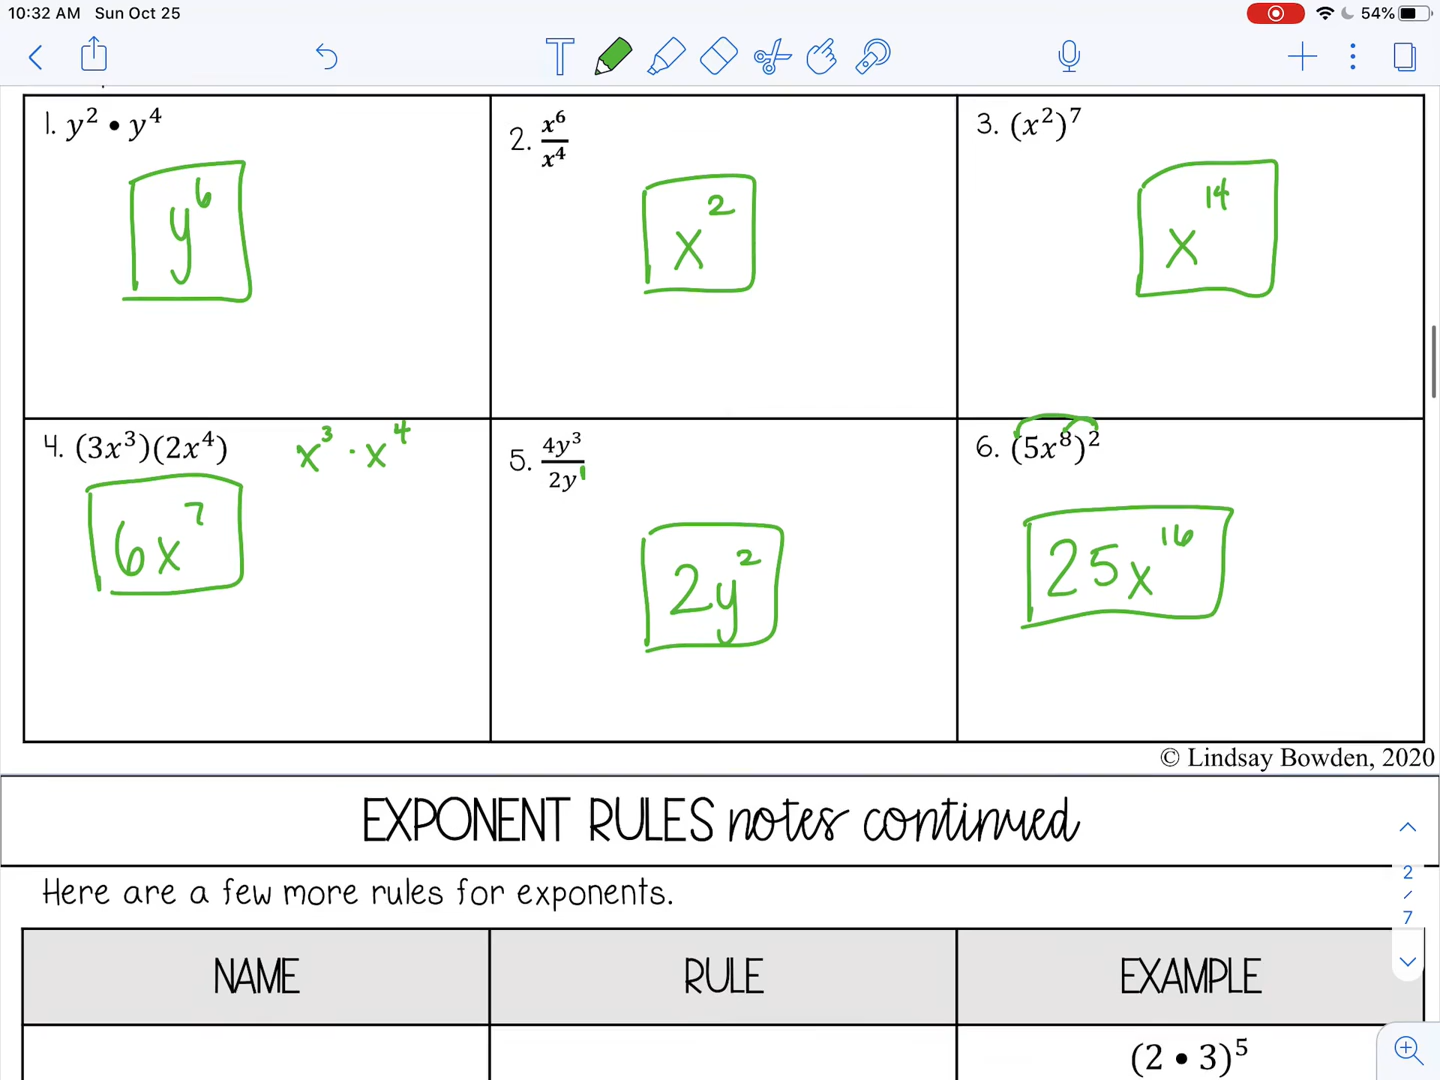 10:32 AM Sun Oct 25
54%
T
1. y² • y⁴
y⁶
2. x⁶/x⁴
x²
3. (x²)⁷
x¹⁴
4. (3x³)(2x⁴) x³ · x⁴
6x⁷
5. 4y³/2y¹
2y²
6. (5x⁸)²
25x¹⁶
© Lindsay Bowden, 2020
EXPONENT RULES notes continued
Here are a few more rules for exponents.
NAME RULE EXAMPLE
(2 • 3)⁵
2 / 7